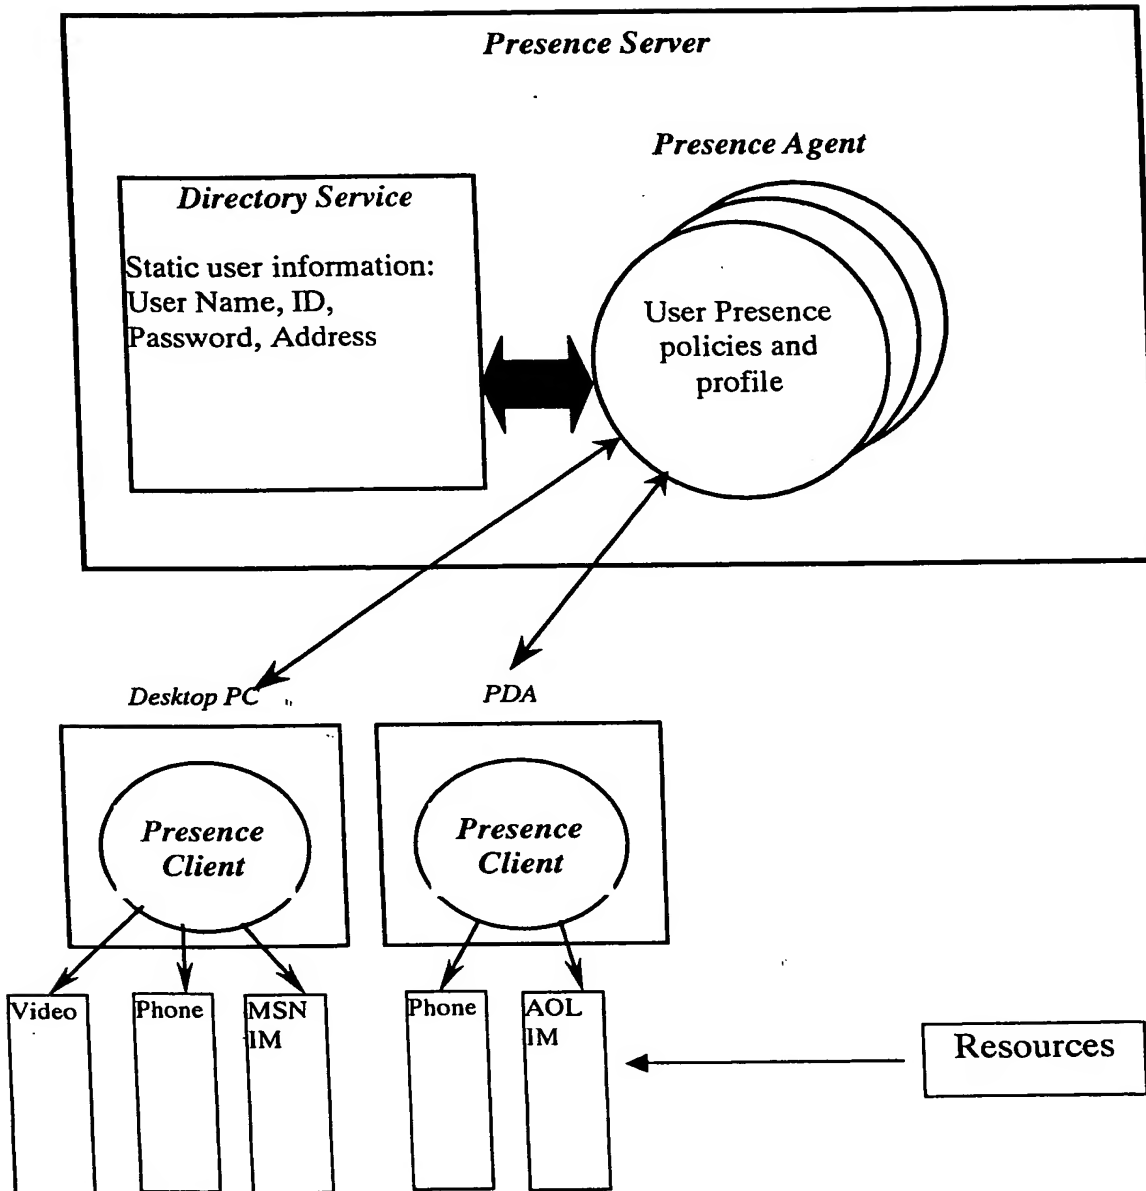 Presence Server
Presence Agent
Directory Service
Static user information:
User Name, ID,
Password, Address
User Presence
policies and
profile
Desktop PC
PDA
Presence
Client
Presence
Client
Video
Phone
MSN
IM
Phone
AOL
IM
Resources